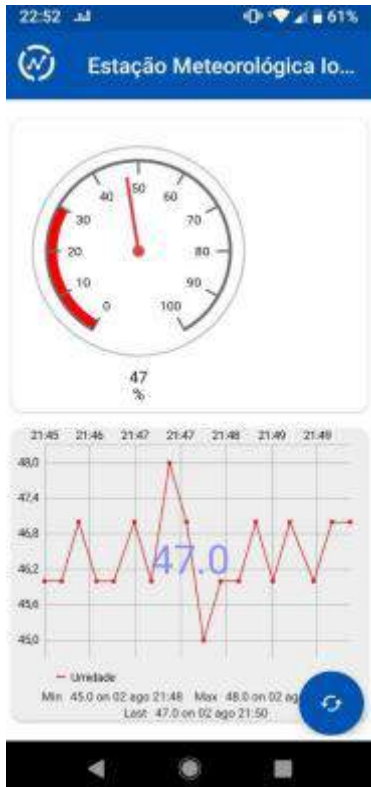 22:52 61%
Estação Meteorológica Io...
40 50 60
30 70
20 80
10 90
0 100
47
%
21:45 21:46 21:47 21:47 21:48 21:49 21:49
48,0
47,4
46,8
46,2
47.0
45,6
45,0
Umidade
Min 45.0 on 02 ago 21:48 Max 48.0 on 02 ag
Last 47.0 on 02 ago 21:50